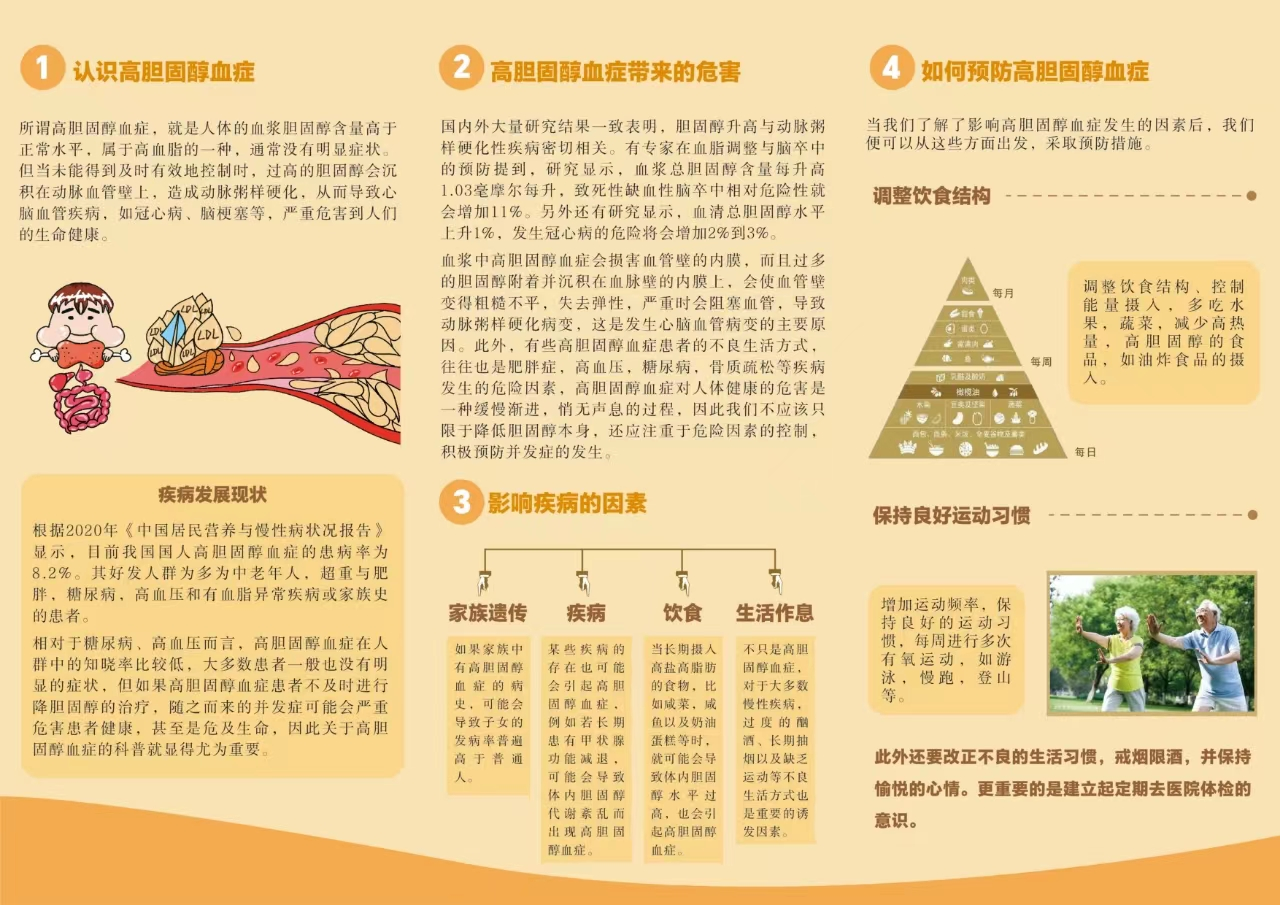 1 认识高胆固醇血症
所谓高胆固醇血症，就是人体的血浆胆固醇含量高于
正常水平，属于高血脂的一种，通常没有明显症状。
但当未能得到及时有效地控制时，过高的胆固醇会沉
积在动脉血管壁上，造成动脉粥样硬化，从而导致心
脑血管疾病，如冠心病、脑梗塞等，严重危害到人们
的生命健康。
LDL
LDL
LDL
LDL
LDL
疾病发展现状
根据2020年《中国居民营养与慢性病状况报告》
显示，目前我国国人高胆固醇血症的患病率为
8.2%。其好发人群为多为中老年人，超重与肥
胖，糖尿病，高血压和有血脂异常疾病或家族史
的患者。
相对于糖尿病、高血压而言，高胆固醇血症在人
群中的知晓率比较低，大多数患者一般也没有明
显的症状，但如果高胆固醇血症患者不及时进行
降胆固醇的治疗，随之而来的并发症可能会严重
危害患者健康，甚至是危及生命，因此关于高胆
固醇血症的科普就显得尤为重要。
2 高胆固醇血症带来的危害
国内外大量研究结果一致表明，胆固醇升高与动脉粥
样硬化性疾病密切相关。有专家在血脂调整与脑卒中
的预防提到，研究显示，血浆总胆固醇含量每升高
1.03毫摩尔每升，致死性缺血性脑卒中相对危险性就
会增加11%。另外还有研究显示，血清总胆固醇水平
上升1%，发生冠心病的危险将会增加2%到3%。
血浆中高胆固醇血症会损害血管壁的内膜，而且过多
的胆固醇附着并沉积在血脉壁的内膜上，会使血管壁
变得粗糙不平，失去弹性，严重时会阻塞血管，导致
动脉粥样硬化病变，这是发生心脑血管病变的主要原
因。此外，有些高胆固醇血症患者的不良生活方式，
往往也是肥胖症，高血压，糖尿病，骨质疏松等疾病
发生的危险因素，高胆固醇血症对人体健康的危害是
一种缓慢渐进，悄无声息的过程，因此我们不应该只
限于降低胆固醇本身，还应注重于危险因素的控制，
积极预防并发症的发生。
3 影响疾病的因素
家族遗传
如果家族中
有高胆固醇
血症的病
史，可能会
导致子女的
发病率普遍
高于普通
人。
疾病
某些疾病的
存在也可能
会引起高胆
固醇血症，
例如若长期
患有甲状腺
功能减退，
可能会导致
体内胆固醇
代谢紊乱而
出现高胆固
醇血症。
饮食
当长期摄入
高盐高脂肪
的食物，比
如咸菜，咸
鱼以及奶油
蛋糕等时，
就可能会导
致体内胆固
醇水平过
高，也会引
起高胆固醇
血症。
生活作息
不只是高胆
固醇血症，
对于大多数
慢性疾病，
过度的酗
酒、长期抽
烟以及缺乏
运动等不良
生活方式也
是重要的诱
发因素。
4 如何预防高胆固醇血症
当我们了解了影响高胆固醇血症发生的因素后，我们
便可以从这些方面出发，采取预防措施。
调整饮食结构
肉类
每月
甜食
蛋类
每周
鱼
乳酪及酸奶
橄榄油
水果 豆类及坚果 蔬菜
每日
调整饮食结构、控制
能量摄入，多吃水
果，蔬菜，减少高热
量，高胆固醇的食
品，如油炸食品的摄
入。
保持良好运动习惯
增加运动频率，保
持良好的运动习
惯，每周进行多次
有氧运动，如游
泳，慢跑，登山
等。
此外还要改正不良的生活习惯，戒烟限酒，并保持
愉悦的心情。更重要的是建立起定期去医院体检的
意识。